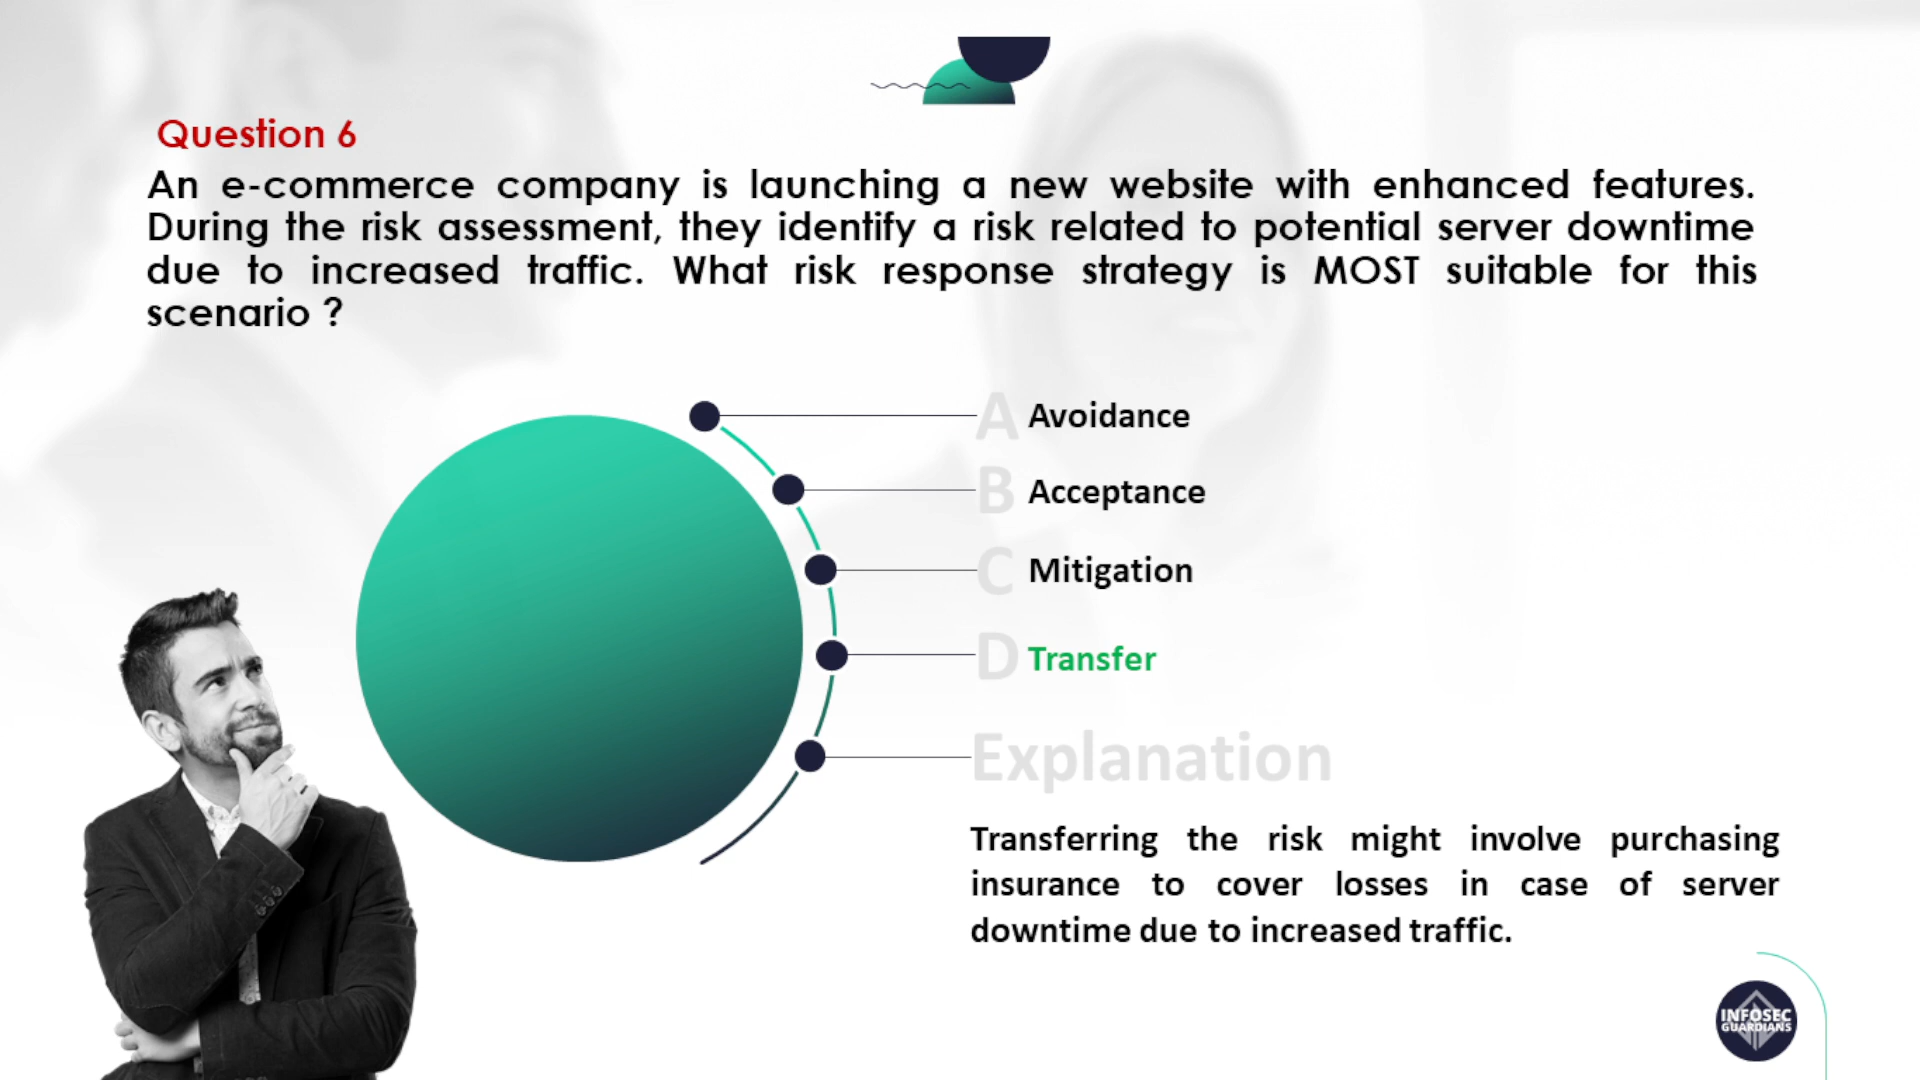 Question 6
An e-commerce company is launching a new website with enhanced features.
During the risk assessment, they identify a risk related to potential server downtime
due to increased traffic. What risk response strategy is MOST suitable for this
scenario ?
A Avoidance
B Acceptance
C Mitigation
D Transfer
Explanation
Transferring the risk might involve purchasing
insurance to cover losses in case of server
downtime due to increased traffic.
INFOSEC
GUARDIANS